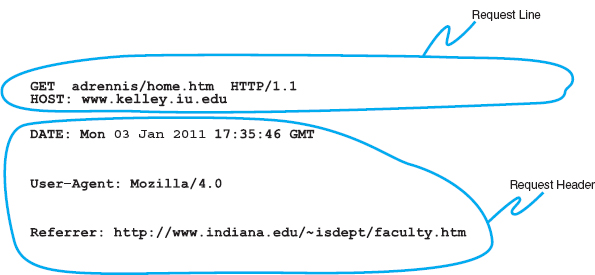 Request Line
GET adrennis/home.htm HTTP/1.1
HOST: www.kelley.iu.edu
DATE: Mon 03 Jan 2011 17:35:46 GMT
User-Agent: Mozilla/4.0
Request Header
Referrer: http://www.indiana.edu/~isdept/faculty.htm